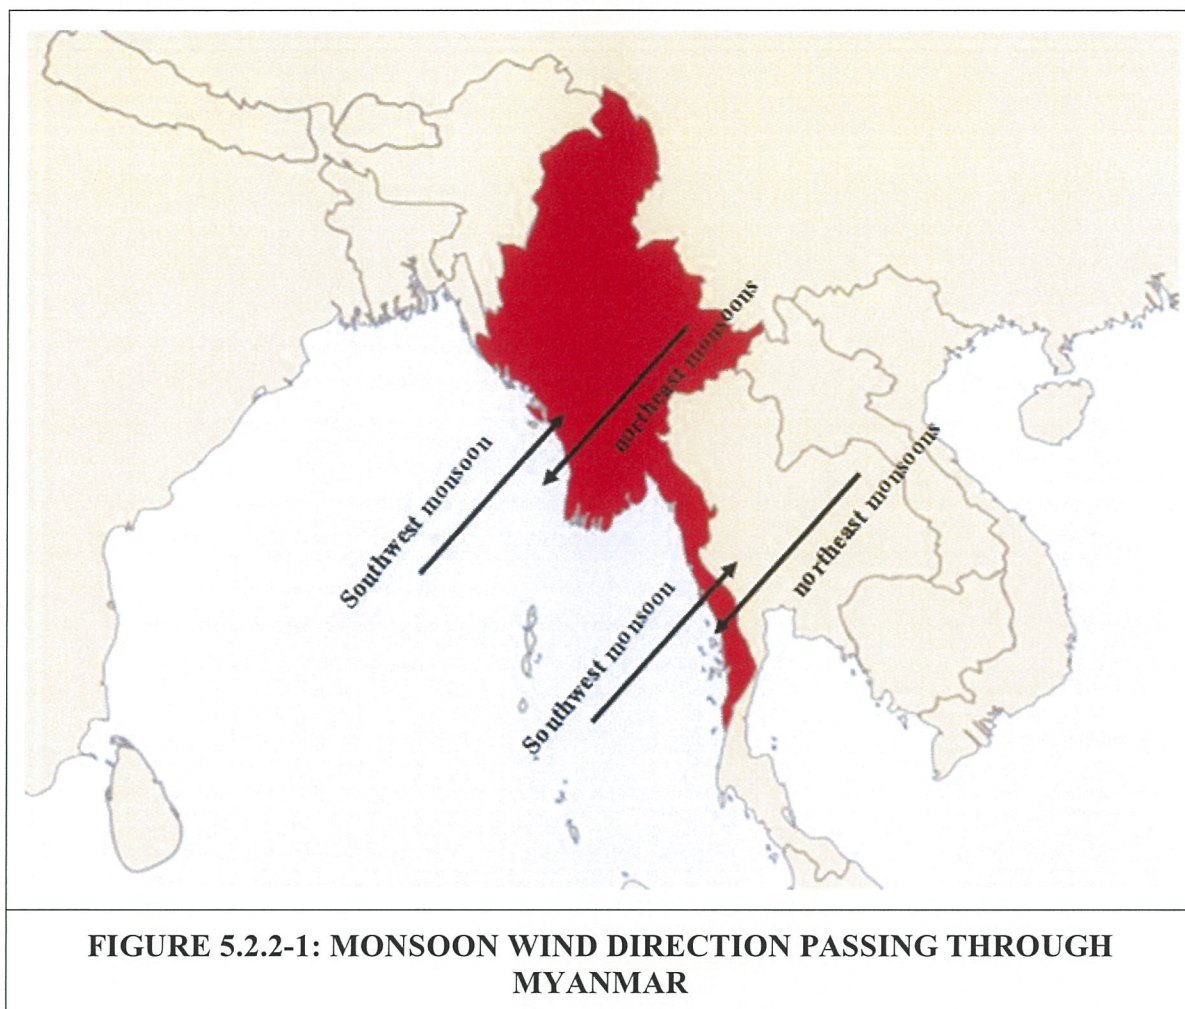 northeast monsoons
Southwest monsoon
northeast monsoons
Southwest monsoon
FIGURE 5.2.2-1: MONSOON WIND DIRECTION PASSING THROUGH
MYANMAR